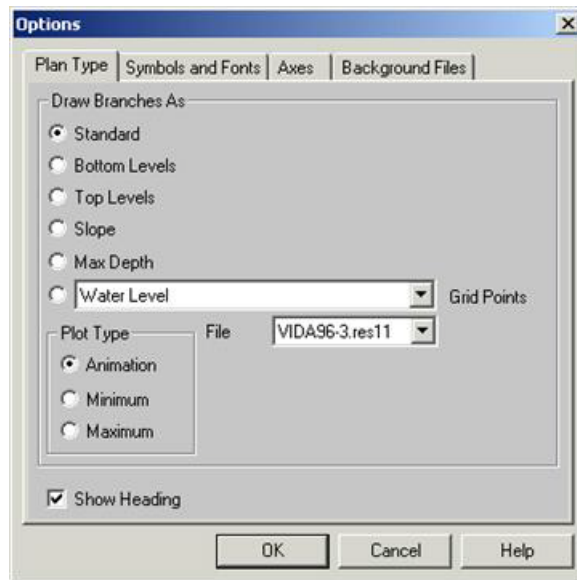 Options
Plan Type Symbols and Fonts Axes Background Files
Draw Branches As
Standard
Bottom Levels
Top Levels
Slope
Max Depth
Water Level Grid Points
Plot Type File VIDA96-3.res11
Animation
Minimum
Maximum
Show Heading
OK Cancel Help